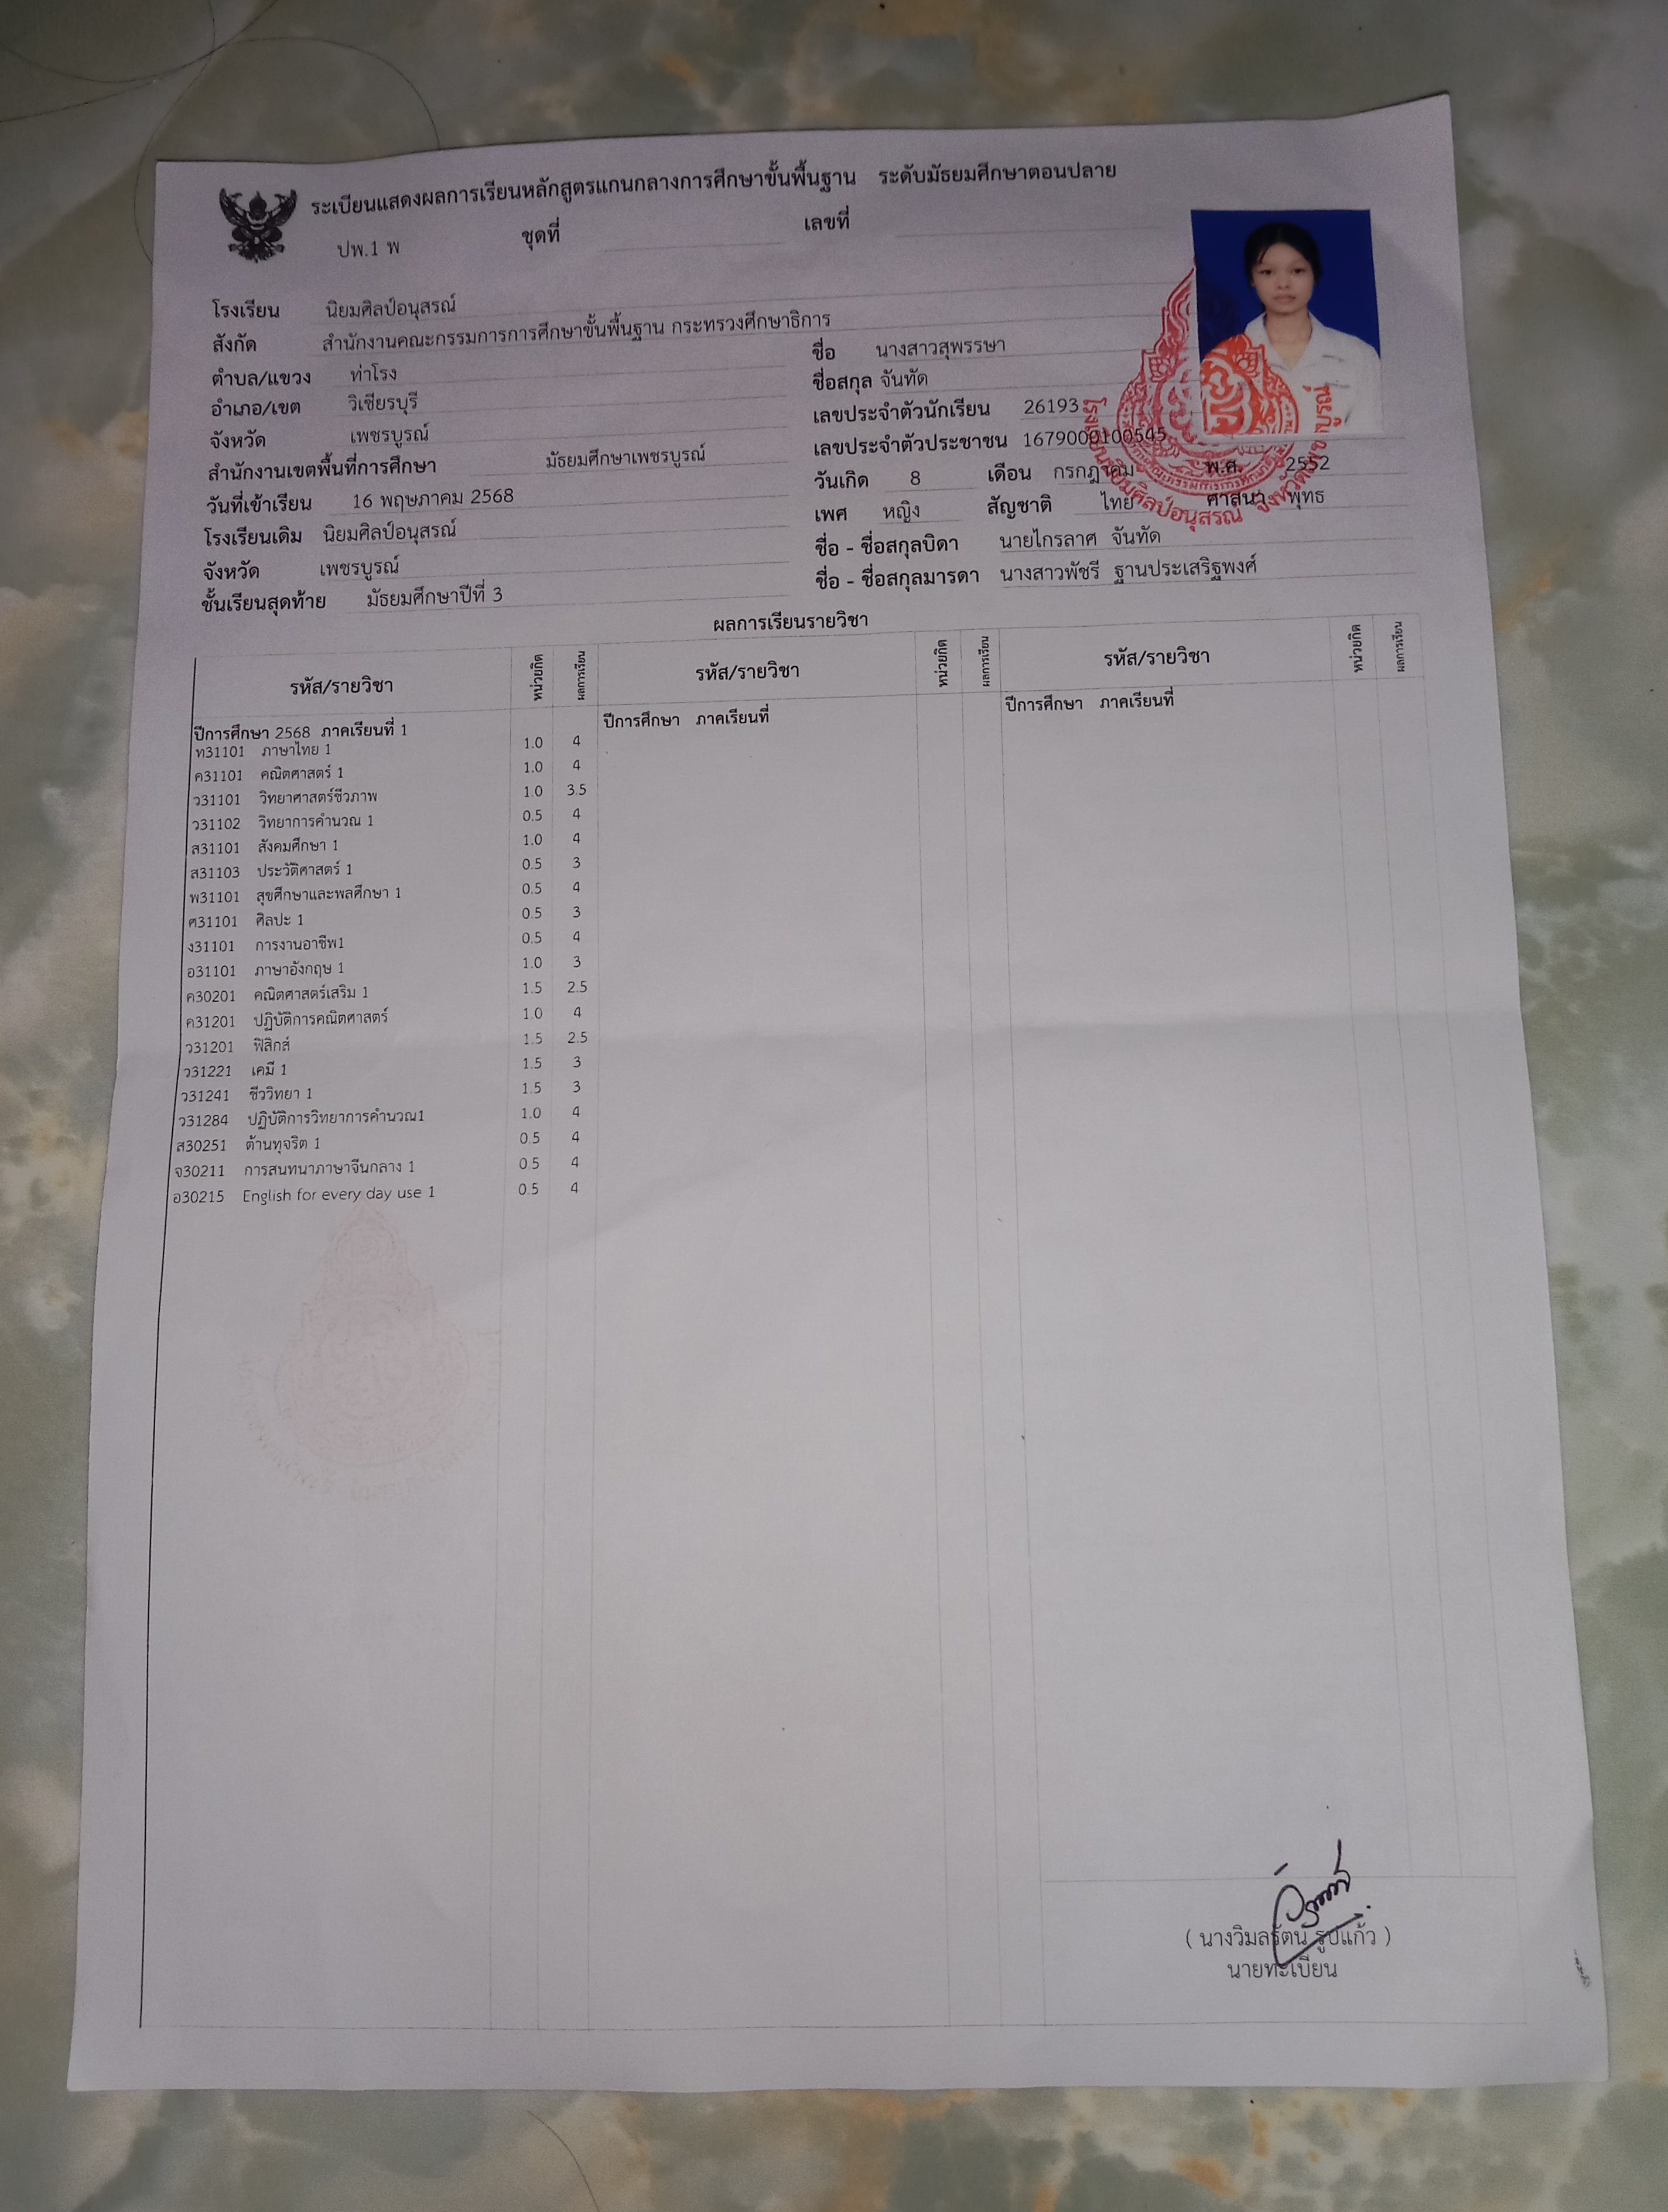 ระเบียนแสดงผลการเรียนหลักสูตรแกนกลางการศึกษาขั้นพื้นฐาน ระดับมัธยมศึกษาตอนปลาย
ปพ.1 พ ชุดที่ เลขที่
โรงเรียน นิยมศิลป์อนุสรณ์
สังกัด สำนักงานคณะกรรมการการศึกษาขั้นพื้นฐาน กระทรวงศึกษาธิการ
ตำบล/แขวง ท่าโรง
อำเภอ/เขต วิเชียรบุรี
จังหวัด เพชรบูรณ์
สำนักงานเขตพื้นที่การศึกษา มัธยมศึกษาเพชรบูรณ์
วันที่เข้าเรียน 16 พฤษภาคม 2568
โรงเรียนเดิม นิยมศิลป์อนุสรณ์
จังหวัด เพชรบูรณ์
ชั้นเรียนสุดท้าย มัธยมศึกษาปีที่ 3
ชื่อ นางสาวสุพรรษา
ชื่อสกุล จันทัด
เลขประจำตัวนักเรียน 26193
เลขประจำตัวประชาชน 1679000100545
วันเกิด 8 เดือน กรกฎาคม พ.ศ. 2552
เพศ หญิง สัญชาติ ไทย ศาสนา พุทธ
ชื่อ - ชื่อสกุลบิดา นายไกรลาศ จันทัด
ชื่อ - ชื่อสกุลมารดา นางสาวพัชรี ฐานประเสริฐพงศ์
นิยมศิลป์อนุสรณ์ จังหวัดเพชรบูรณ์
ผลการเรียนรายวิชา
รหัส/รายวิชา หน่วยกิต ผลการเรียน รหัส/รายวิชา หน่วยกิต ผลการเรียน รหัส/รายวิชา หน่วยกิต ผลการเรียน
ปีการศึกษา 2568 ภาคเรียนที่ 1 ปีการศึกษา ภาคเรียนที่ ปีการศึกษา ภาคเรียนที่
ท31101 ภาษาไทย 1 1.0 4
ค31101 คณิตศาสตร์ 1 1.0 4
ว31101 วิทยาศาสตร์ชีวภาพ 1.0 3.5
ว31102 วิทยาการคำนวณ 1 0.5 4
ส31101 สังคมศึกษา 1 1.0 4
ส31103 ประวัติศาสตร์ 1 0.5 3
พ31101 สุขศึกษาและพลศึกษา 1 0.5 4
ศ31101 ศิลปะ 1 0.5 3
ง31101 การงานอาชีพ1 0.5 4
อ31101 ภาษาอังกฤษ 1 1.0 3
ค30201 คณิตศาสตร์เสริม 1 1.5 2.5
ค31201 ปฏิบัติการคณิตศาสตร์ 1.0 4
ว31201 ฟิสิกส์ 1.5 2.5
ว31221 เคมี 1 1.5 3
ว31241 ชีววิทยา 1 1.5 3
ว31284 ปฏิบัติการวิทยาการคำนวณ1 1.0 4
ส30251 ต้านทุจริต 1 0.5 4
จ30211 การสนทนาภาษาจีนกลาง 1 0.5 4
อ30215 English for every day use 1 0.5 4
( นางวิมลรัตน์ รูปแก้ว )
นายทะเบียน